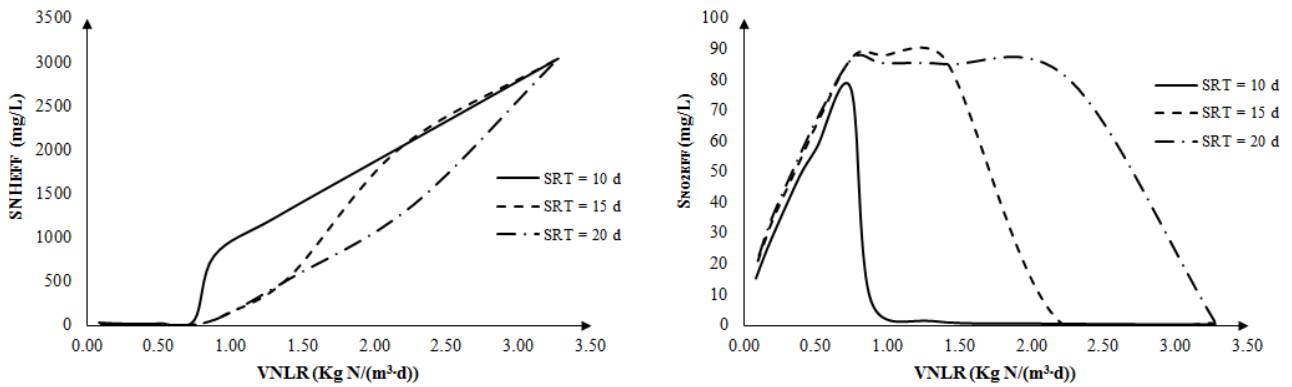 3500
3000
2500
2000
1500
1000
500
0
SNHEFF (mg/L)
0.00 0.50 1.00 1.50 2.00 2.50 3.00 3.50
VNLR (Kg N/(m³·d))
SRT = 10 d
SRT = 15 d
SRT = 20 d
100
90
80
70
60
50
40
30
20
10
0
SNO2EFF (mg/L)
0.00 0.50 1.00 1.50 2.00 2.50 3.00 3.50
VNLR (Kg N/(m³·d))
SRT = 10 d
SRT = 15 d
SRT = 20 d